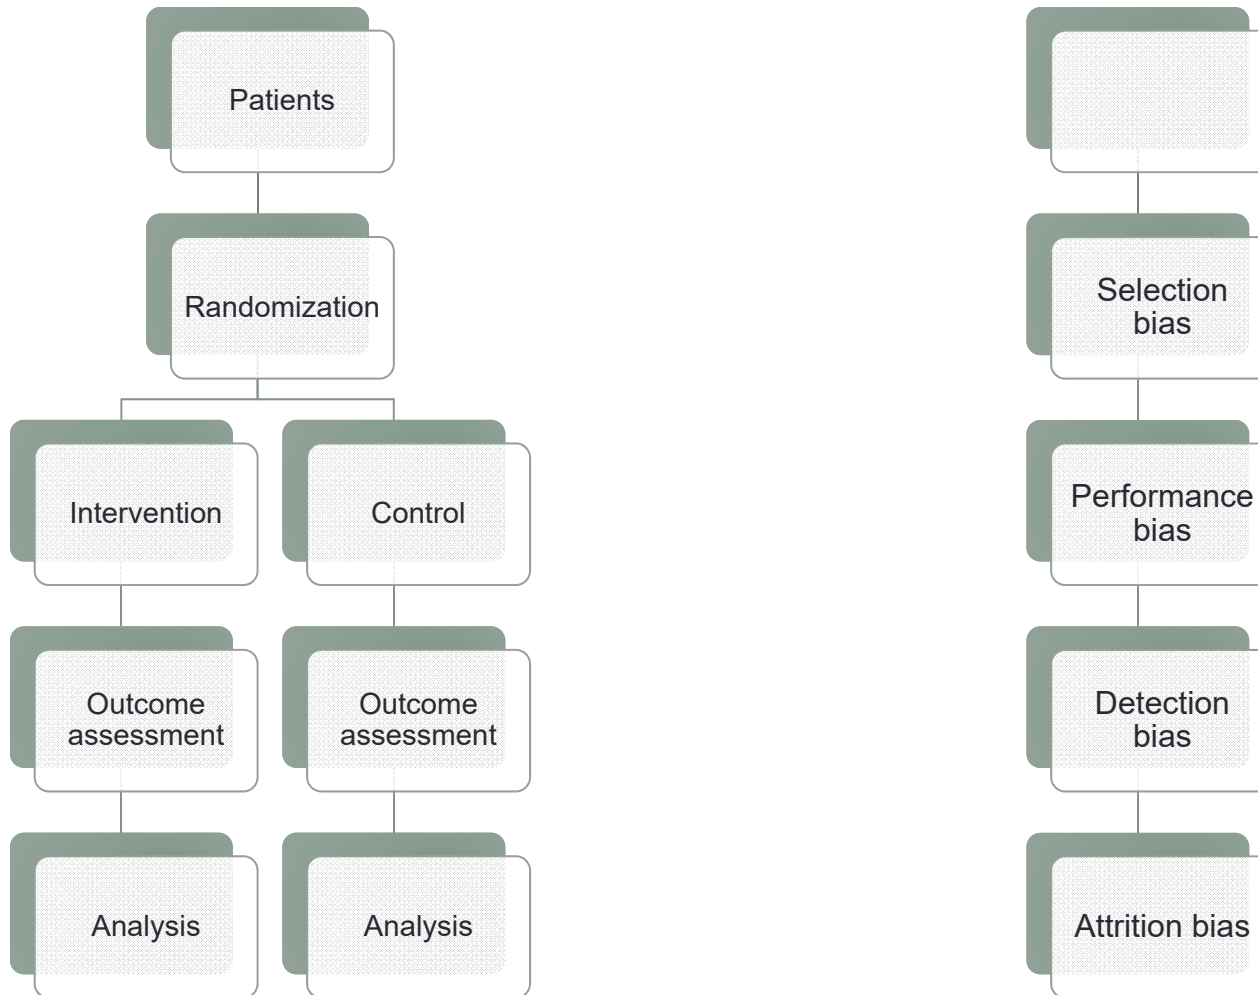 Patients
Randomization
Intervention
Control
Outcome
assessment
Outcome
assessment
Analysis
Analysis
Selection
bias
Performance
bias
Detection
bias
Attrition bias